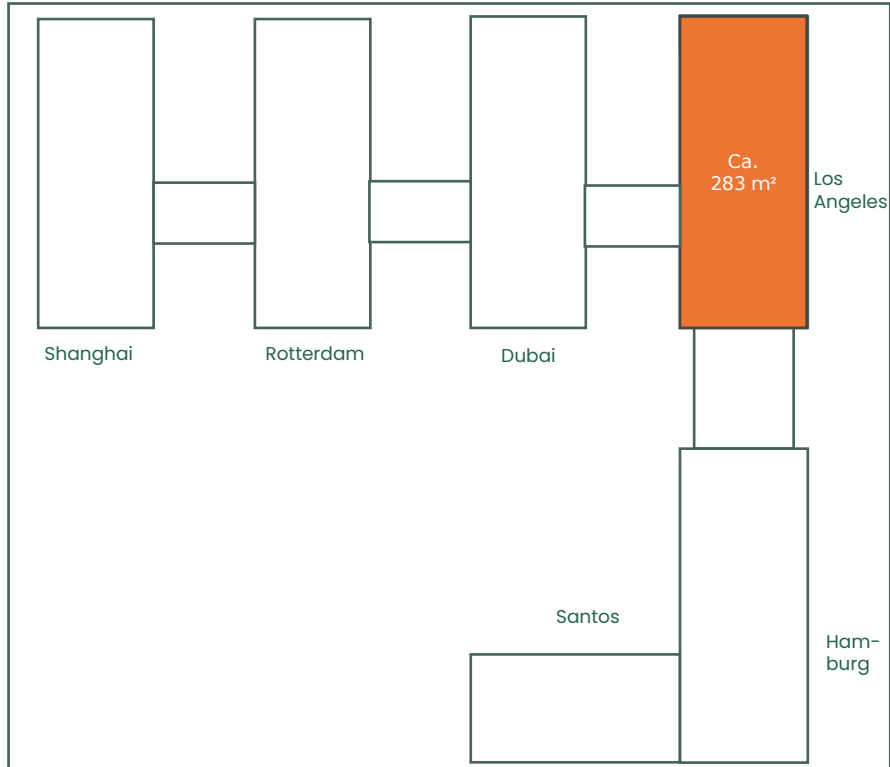 Ca.
283 m²
Los
Angeles
Shanghai
Rotterdam
Dubai
Santos
Ham-
burg